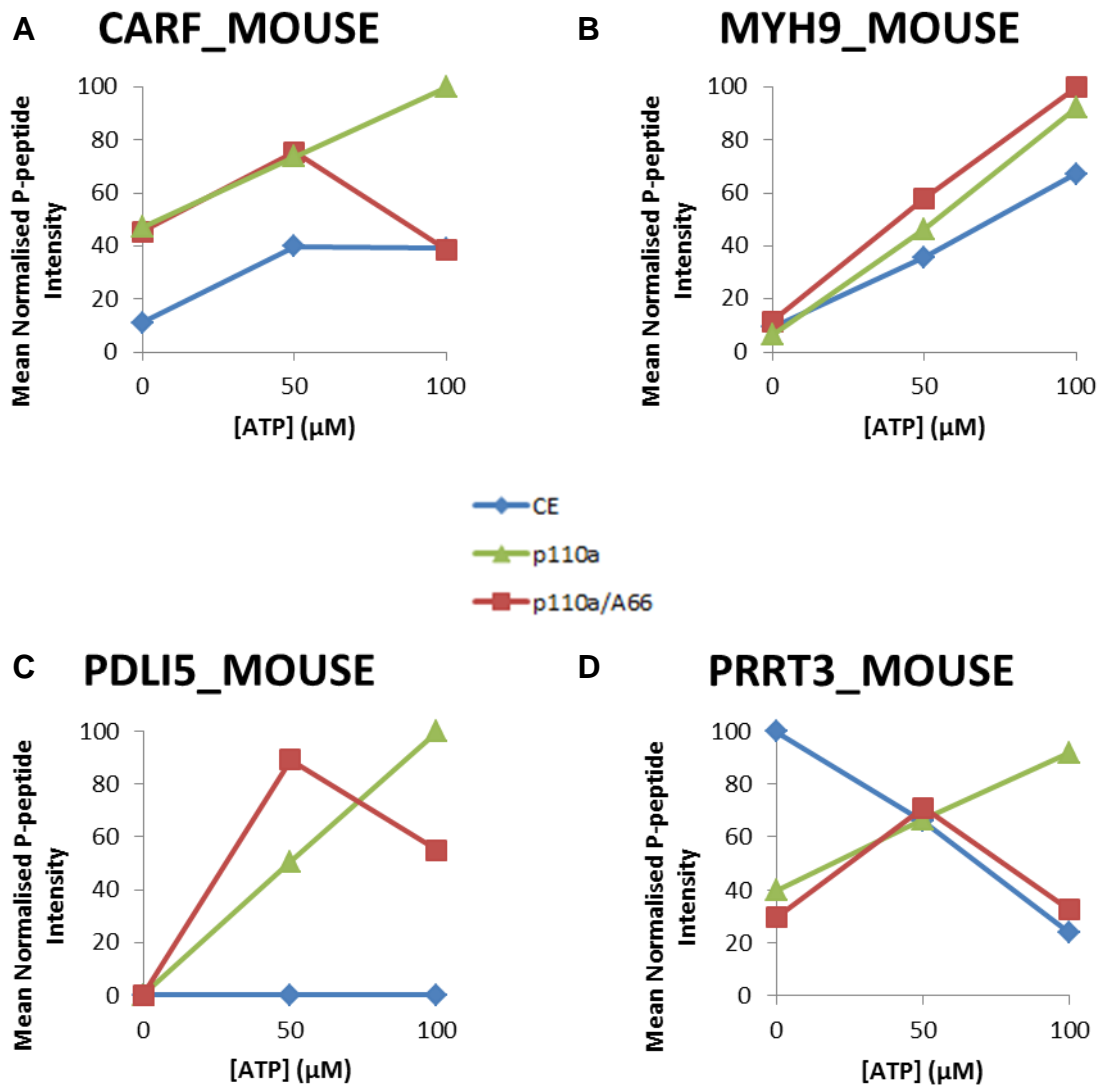 A CARF_MOUSE
100
80
60
40
20
0
0 50 100
Mean Normalised P-peptide
Intensity
[ATP] (µM)
B MYH9_MOUSE
100
80
60
40
20
0
0 50 100
Mean Normalised P-peptide
Intensity
[ATP] (µM)
CE
p110a
p110a/A66
C PDLI5_MOUSE
100
80
60
40
20
0
0 50 100
Mean Normalised P-peptide
Intensity
[ATP] (µM)
D PRRT3_MOUSE
100
80
60
40
20
0
0 50 100
Mean Normalised P-peptide
Intensity
[ATP] (µM)